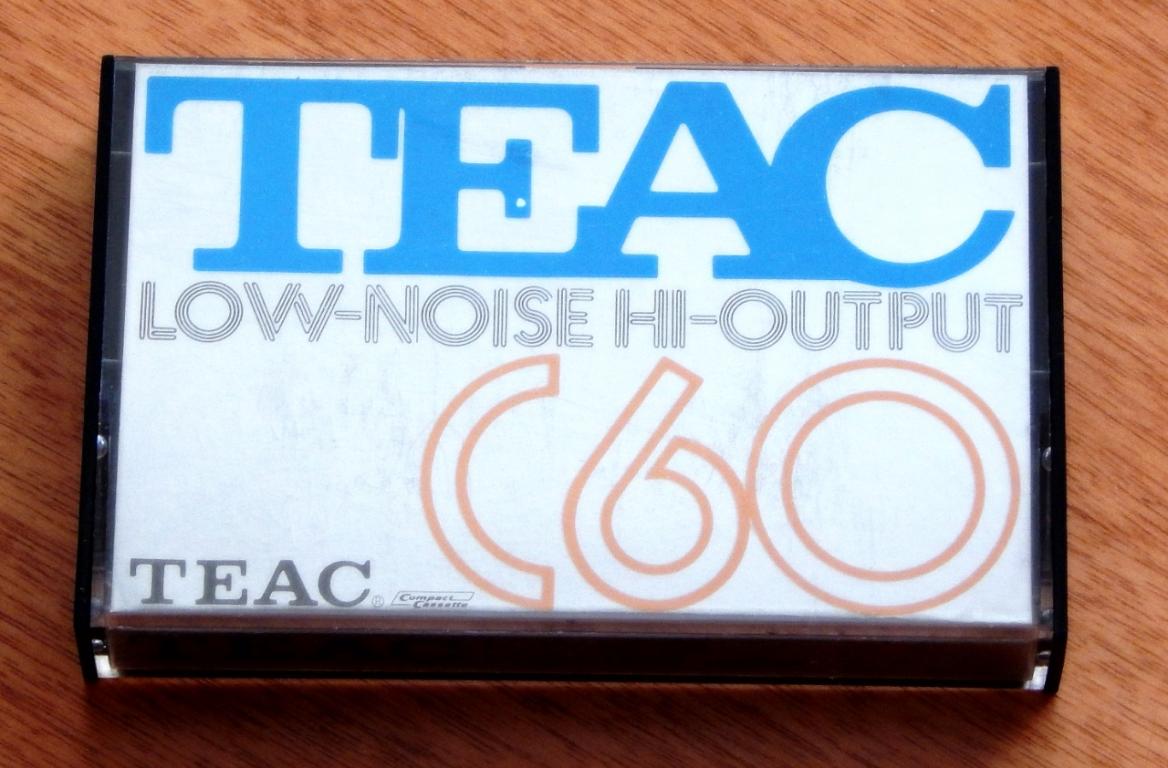 TEAC
LOW-NOISE HI-OUTPUT
C60
TEAC® Compact
Cassette